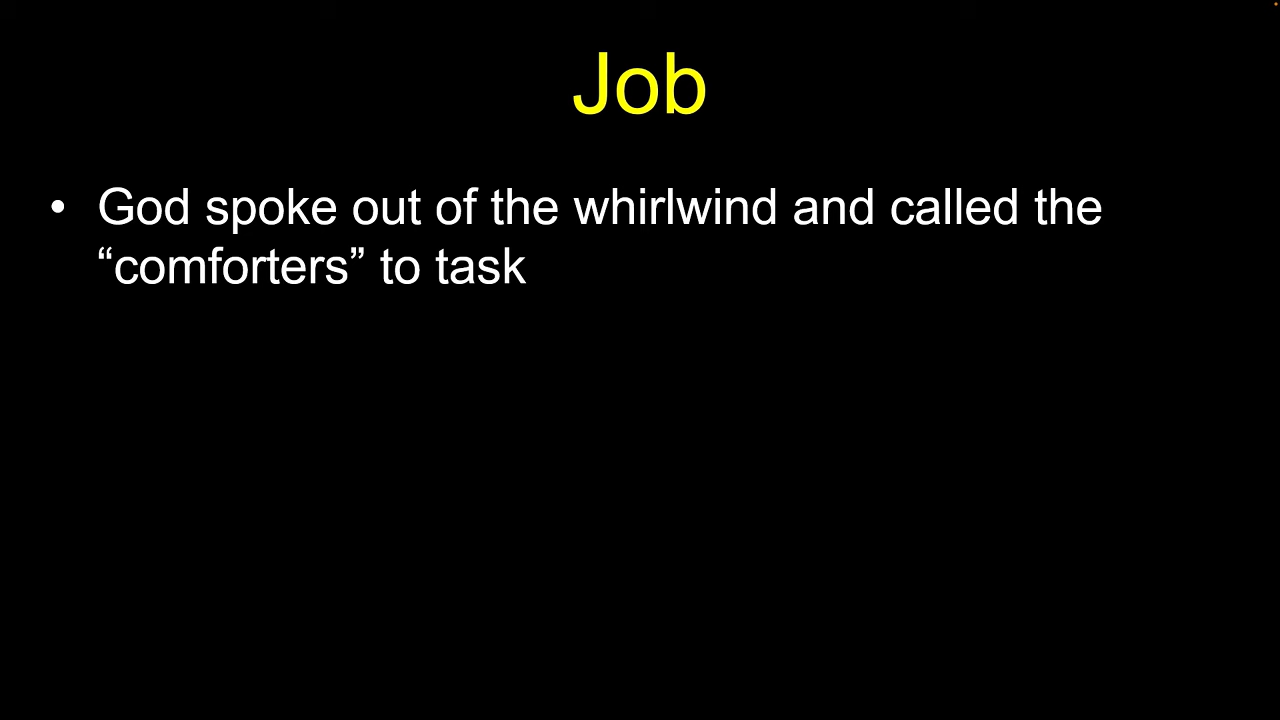 Job
• God spoke out of the whirlwind and called the
“comforters” to task